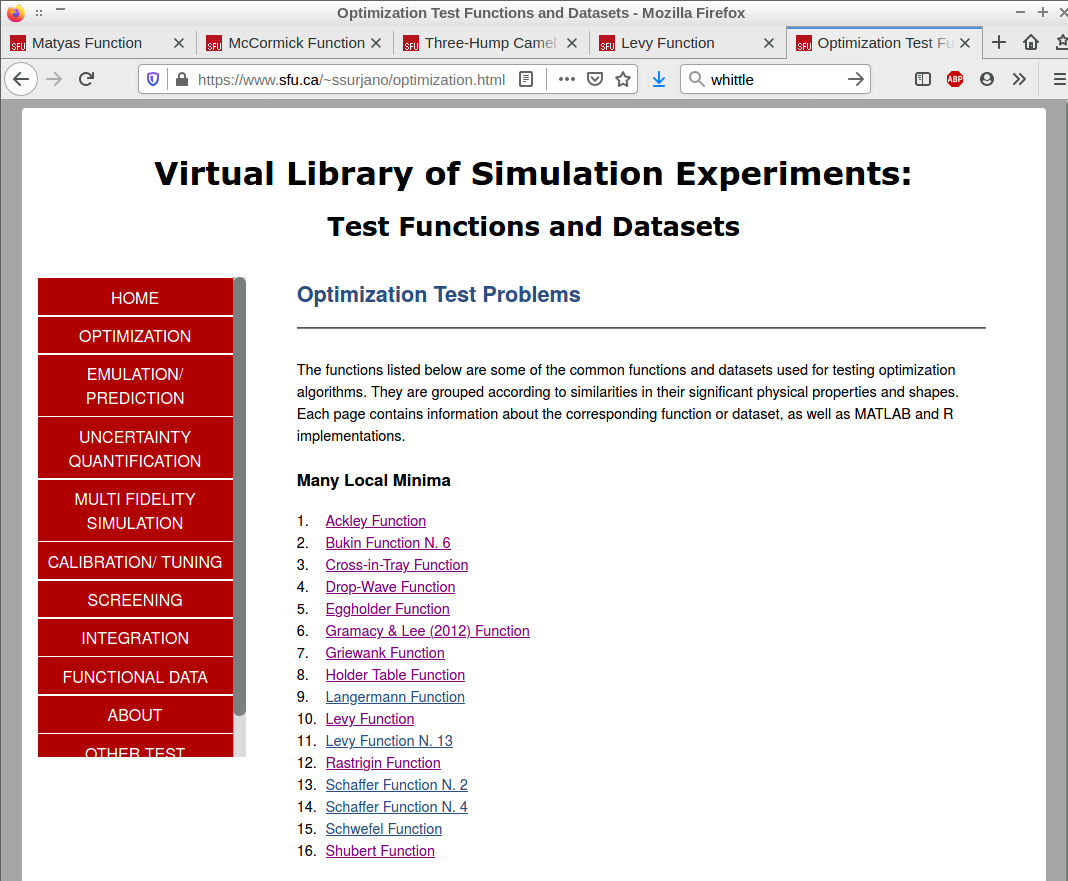 Optimization Test Functions and Datasets - Mozilla Firefox
SFU Matyas Function
SFU McCormick Function
SFU Three-Hump Camel
SFU Levy Function
SFU Optimization Test Fu
https://www.sfu.ca/~ssurjano/optimization.html
whittle
ABP
Virtual Library of Simulation Experiments:
Test Functions and Datasets
HOME
OPTIMIZATION
EMULATION/
PREDICTION
UNCERTAINTY
QUANTIFICATION
MULTI FIDELITY
SIMULATION
CALIBRATION/ TUNING
SCREENING
INTEGRATION
FUNCTIONAL DATA
ABOUT
OTHER TEST
Optimization Test Problems
The functions listed below are some of the common functions and datasets used for testing optimization
algorithms. They are grouped according to similarities in their significant physical properties and shapes.
Each page contains information about the corresponding function or dataset, as well as MATLAB and R
implementations.
Many Local Minima
1. Ackley Function
2. Bukin Function N. 6
3. Cross-in-Tray Function
4. Drop-Wave Function
5. Eggholder Function
6. Gramacy & Lee (2012) Function
7. Griewank Function
8. Holder Table Function
9. Langermann Function
10. Levy Function
11. Levy Function N. 13
12. Rastrigin Function
13. Schaffer Function N. 2
14. Schaffer Function N. 4
15. Schwefel Function
16. Shubert Function